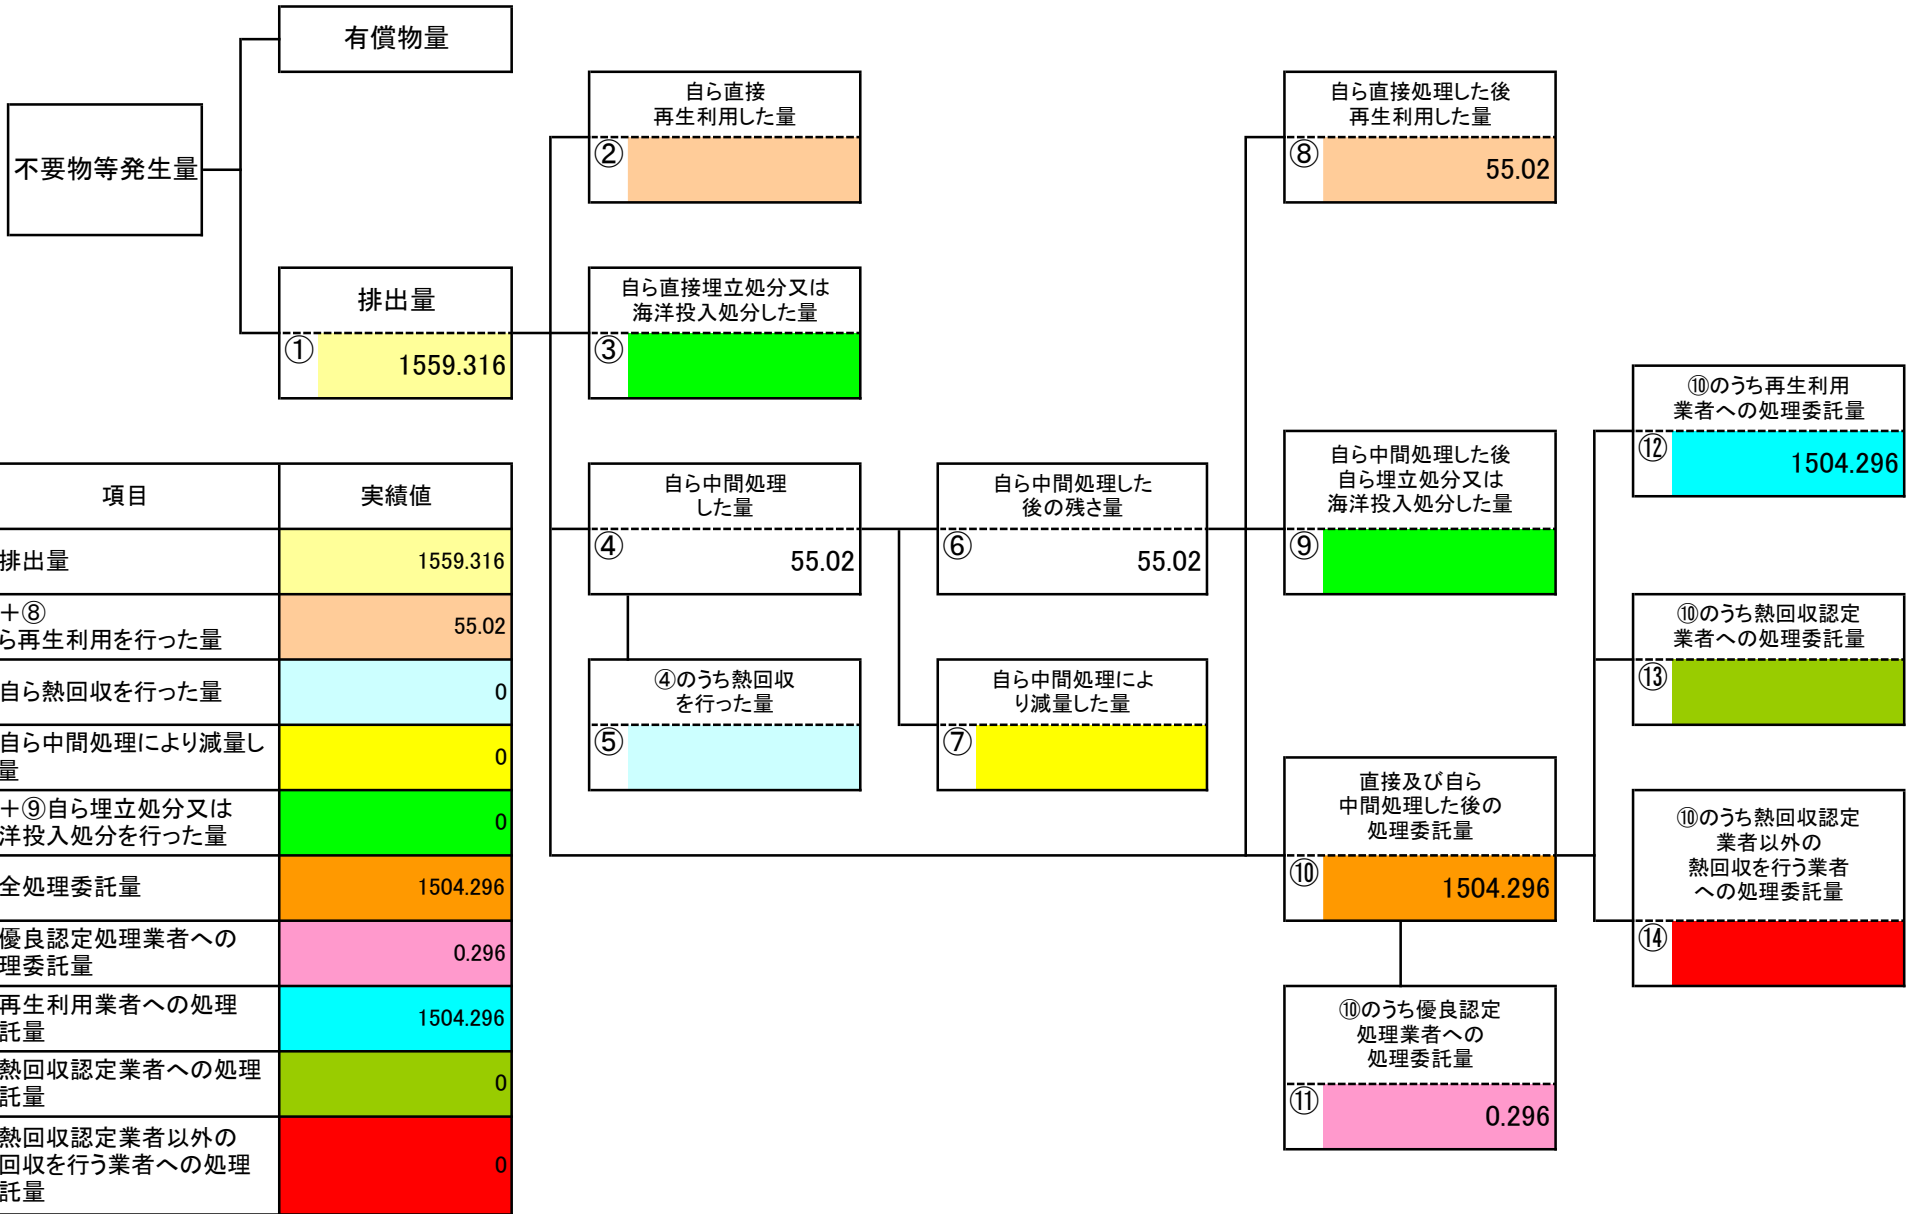 有償物量
不要物等発生量
排出量
①
1559.316
自ら直接
再生利用した量
②
自ら直接埋立処分又は
海洋投入処分した量
③
自ら中間処理
した量
④
55.02
④のうち熱回収
を行った量
⑤
自ら中間処理した
後の残さ量
⑥
55.02
自ら中間処理によ
り減量した量
⑦
自ら直接処理した後
再生利用した量
⑧
55.02
自ら中間処理した後
自ら埋立処分又は
海洋投入処分した量
⑨
直接及び自ら
中間処理した後の
処理委託量
⑩
1504.296
⑩のうち優良認定
処理業者への
処理委託量
⑪
0.296
⑩のうち再生利用
業者への処理委託量
⑫
1504.296
⑩のうち熱回収認定
業者への処理委託量
⑬
⑩のうち熱回収認定
業者以外の
熱回収を行う業者
への処理委託量
⑭
項目 実績値
排出量 1559.316
+⑧
ら再生利用を行った量 55.02
自ら熱回収を行った量 0
自ら中間処理により減量し
量 0
+⑨自ら埋立処分又は
洋投入処分を行った量 0
全処理委託量 1504.296
優良認定処理業者への
理委託量 0.296
再生利用業者への処理
託量 1504.296
熱回収認定業者への処理
託量 0
熱回収認定業者以外の
回収を行う業者への処理
託量 0